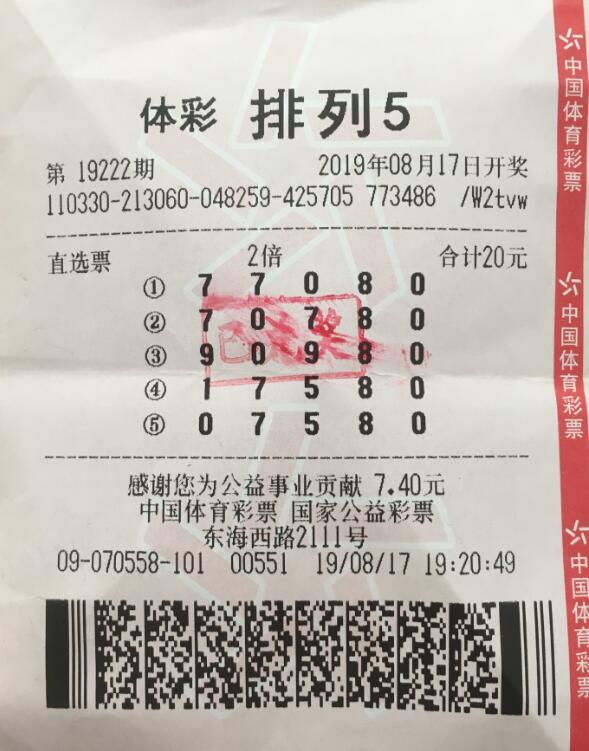 体彩 排列5
第 19222期 2019年08月17日开奖
110330-213060-048259-425705 773486 /W2tvw
直选票 2倍 合计20元
① 7 7 0 8 0
② 7 0 7 8 0
③ 9 0 9 8 0
④ 1 7 5 8 0
⑤ 0 7 5 8 0
感谢您为公益事业贡献 7.40元
中国体育彩票 国家公益彩票
东海西路2111号
09-070558-101 00551 19/08/17 19:20:49
中国体育彩票
中国体育彩票
中国体育